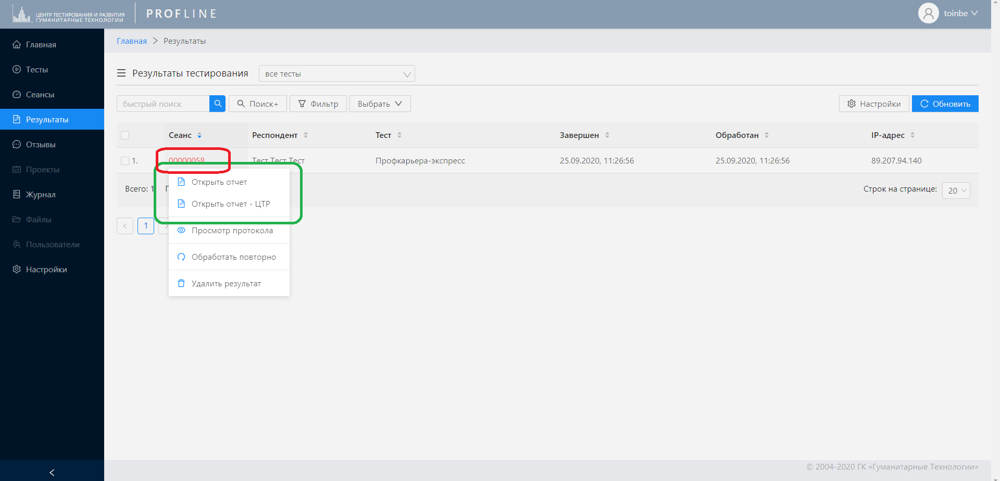 ЦЕНТР ТЕСТИРОВАНИЯ И РАЗВИТИЯ
ГУМАНИТАРНЫЕ ТЕХНОЛОГИИ
PROFLINE
toinbe
Главная
Тесты
Сеансы
Результаты
Отзывы
Проекты
Журнал
Файлы
Пользователи
Настройки
Главная > Результаты
Результаты тестирования
все тесты
быстрый поиск
Поиск+
Фильтр
Выбрать
Настройки
Обновить
Сеанс Респондент Тест Завершен Обработан IP-адрес
1. 00000058 Тест Тест Тест Профкарьера-экспресс 25.09.2020, 11:26:56 25.09.2020, 11:26:56 89.207.94.140
Всего: 1
Строк на странице: 20
< 1 >
Открыть отчет
Открыть отчет - ЦТР
Просмотр протокола
Обработать повторно
Удалить результат
© 2004-2020 ГК «Гуманитарные Технологии»